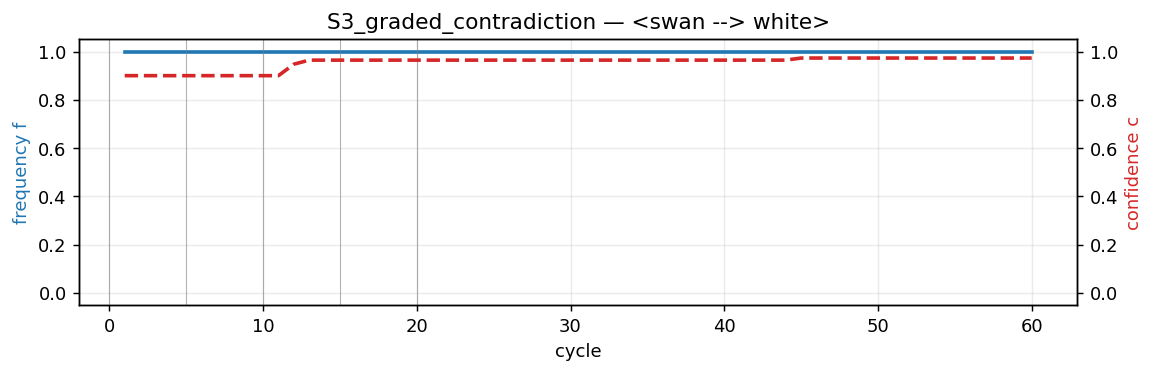 S3_graded_contradiction — <swan --> white>
1.0
0.8
0.6
0.4
0.2
0.0
frequency f
1.0
0.8
0.6
0.4
0.2
0.0
confidence c
0 10 20 30 40 50 60
cycle